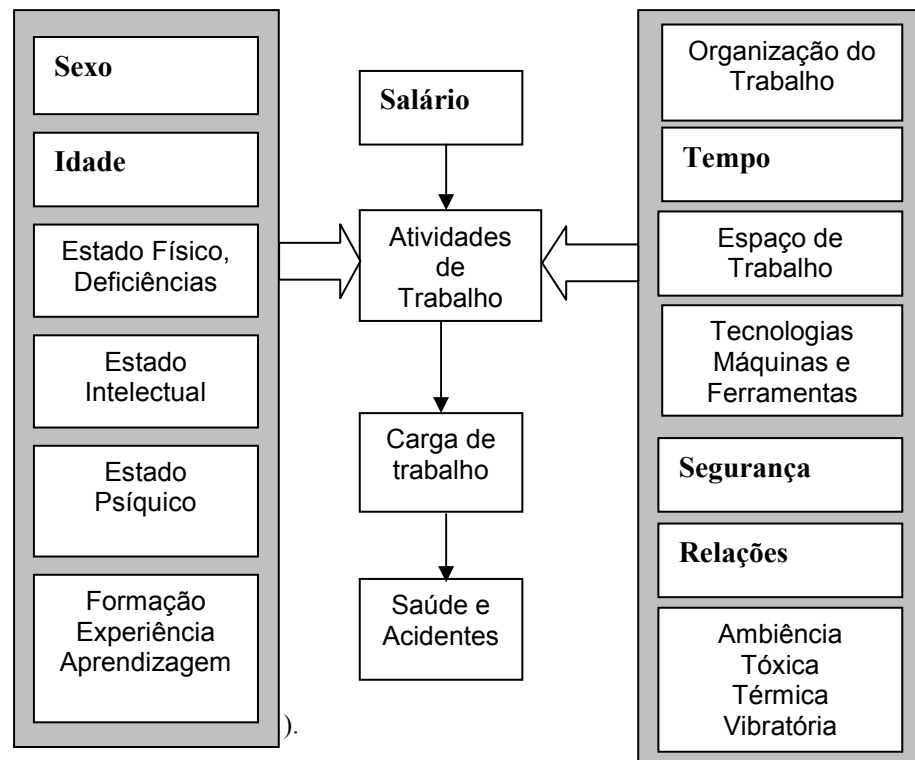 Sexo
Idade
Estado Físico,
Deficiências
Estado
Intelectual
Estado
Psíquico
Formação
Experiência
Aprendizagem
).
Salário
Atividades
de
Trabalho
Carga de
trabalho
Saúde e
Acidentes
Organização do
Trabalho
Tempo
Espaço de
Trabalho
Tecnologias
Máquinas e
Ferramentas
Segurança
Relações
Ambiência
Tóxica
Térmica
Vibratória